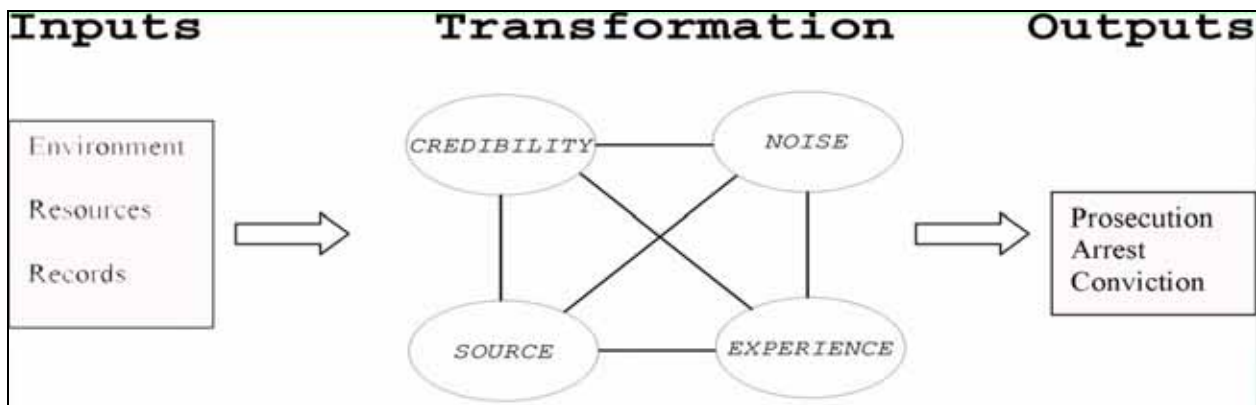 Inputs
Transformation
Outputs
Environment
Resources
Records
CREDIBILITY
NOISE
SOURCE
EXPERIENCE
Prosecution
Arrest
Conviction